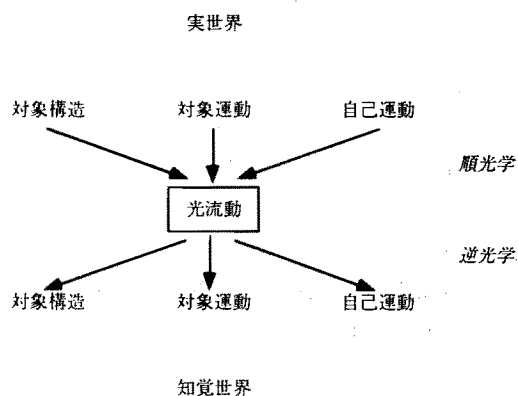 実世界
対象構造 対象運動 自己運動
順光学
光流動
逆光学
対象構造 対象運動 自己運動
知覚世界